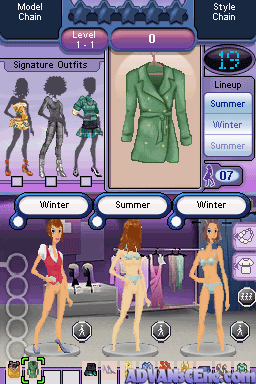 Model
Chain
Level
1 - 1
0
Style
Chain
19
Signature Outfits
Lineup
Summer
Winter
Summer
07
Winter
Summer
Winter
ADVANsCEne.com